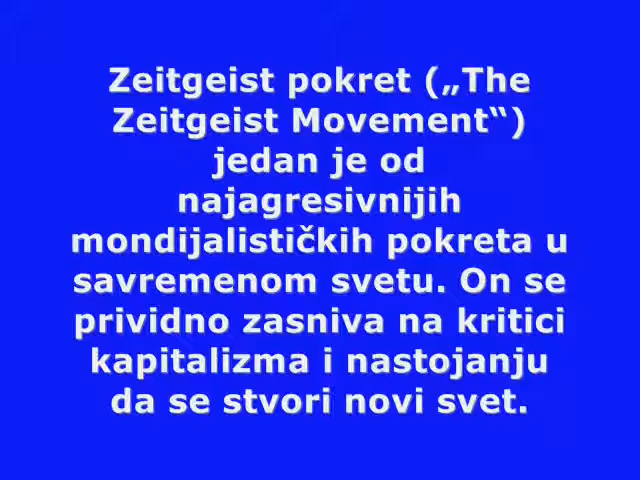 Zeitgeist pokret („The
Zeitgeist Movement“)
jedan je od
najagresivnijih
mondijalističkih pokreta u
savremenom svetu. On se
prividno zasniva na kritici
kapitalizma i nastojanju
da se stvori novi svet.